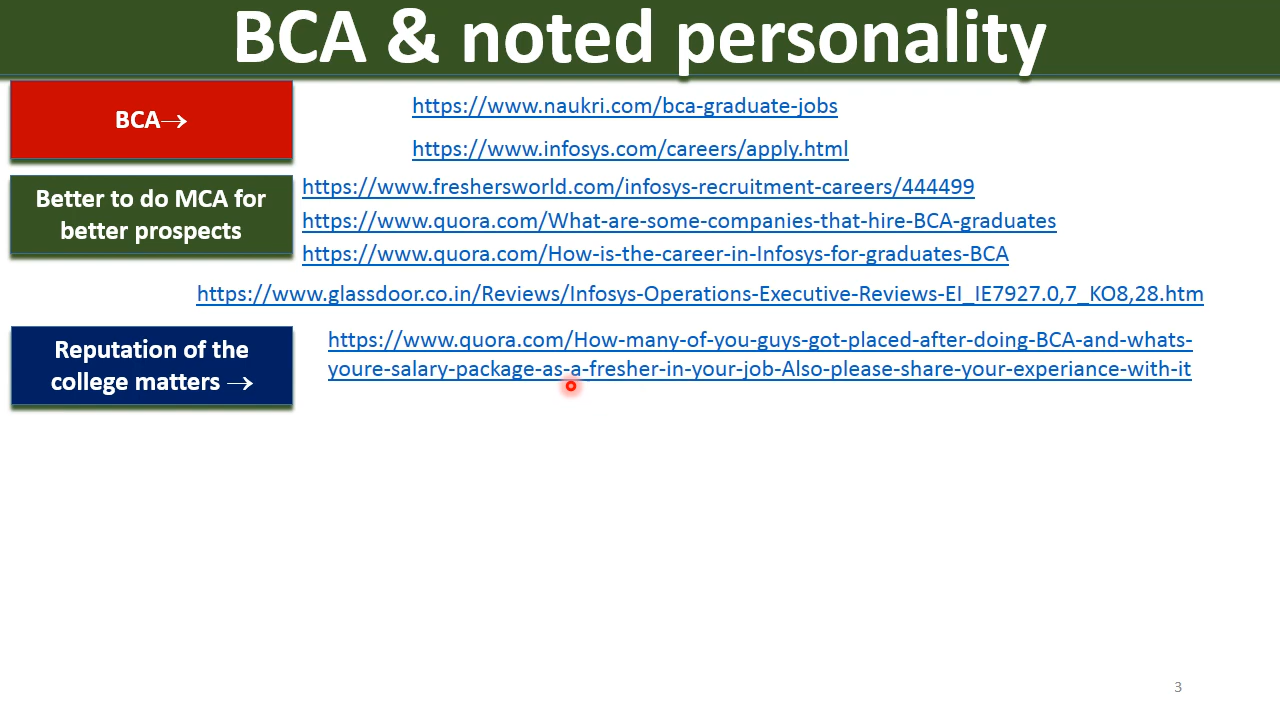 BCA & noted personality
BCA→
https://www.naukri.com/bca-graduate-jobs
https://www.infosys.com/careers/apply.html
Better to do MCA for
better prospects
https://www.freshersworld.com/infosys-recruitment-careers/444499
https://www.quora.com/What-are-some-companies-that-hire-BCA-graduates
https://www.quora.com/How-is-the-career-in-Infosys-for-graduates-BCA
https://www.glassdoor.co.in/Reviews/Infosys-Operations-Executive-Reviews-EI_IE7927.0,7_KO8,28.htm
Reputation of the
college matters →
https://www.quora.com/How-many-of-you-guys-got-placed-after-doing-BCA-and-whats-
youre-salary-package-as-a-fresher-in-your-job-Also-please-share-your-experiance-with-it
3